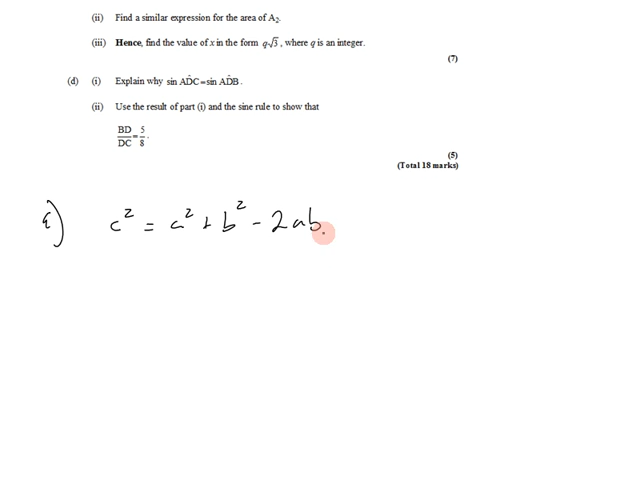 (ii) Find a similar expression for the area of A₂.
(iii) Hence, find the value of x in the form q√3, where q is an integer.
(7)
(d) (i) Explain why sin AD̂C=sin AD̂B.
(ii) Use the result of part (i) and the sine rule to show that
BD/DC=5/8.
(5)
(Total 18 marks)
a) c² = a² + b² - 2ab